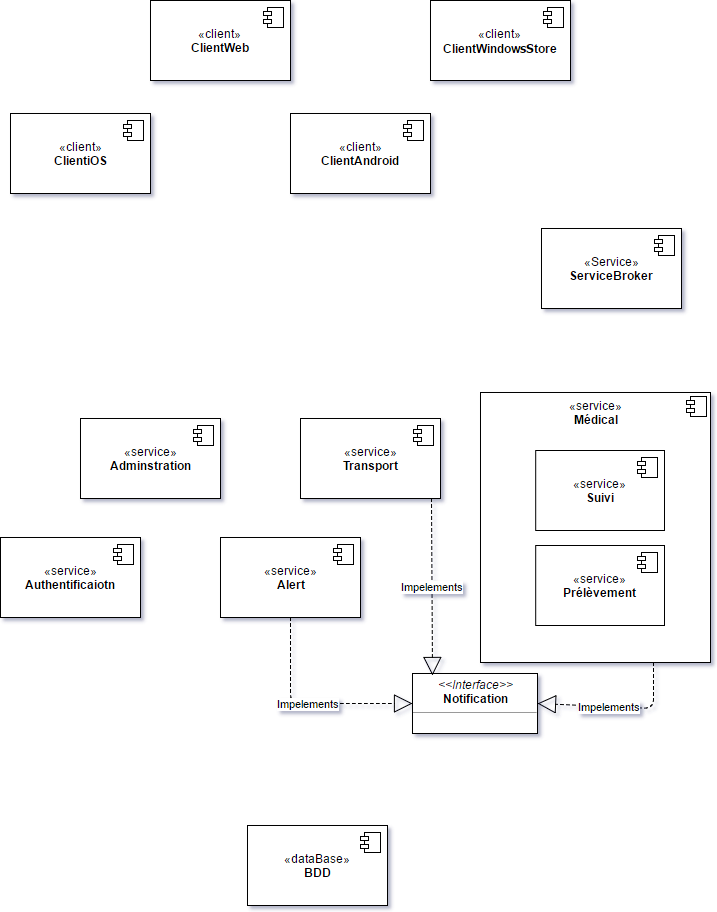 «client»
ClientWeb
«client»
ClientWindowsStore
«client»
ClientiOS
«client»
ClientAndroid
«Service»
ServiceBroker
«service»
Médical
«service»
Adminstration
«service»
Transport
«service»
Suivi
«service»
Authentificaiotn
«service»
Alert
«service»
Prélèvement
Impelements
<<Interface>>
Notification
Impelements
Impelements
«dataBase»
BDD